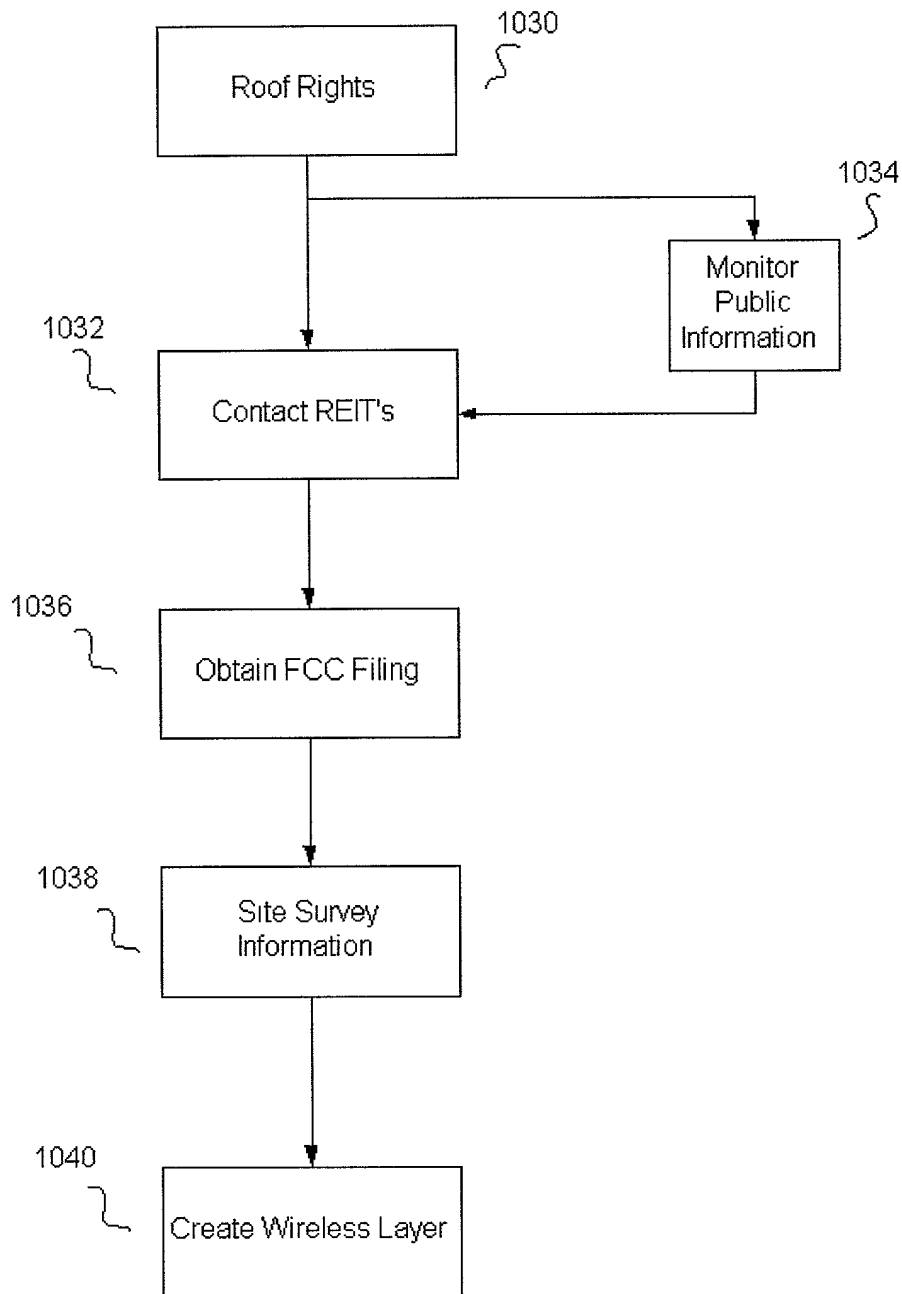 1030
Roof Rights
1034
Monitor
Public
Information
1032
Contact REIT's
1036
Obtain FCC Filing
1038
Site Survey
Information
1040
Create Wireless Layer